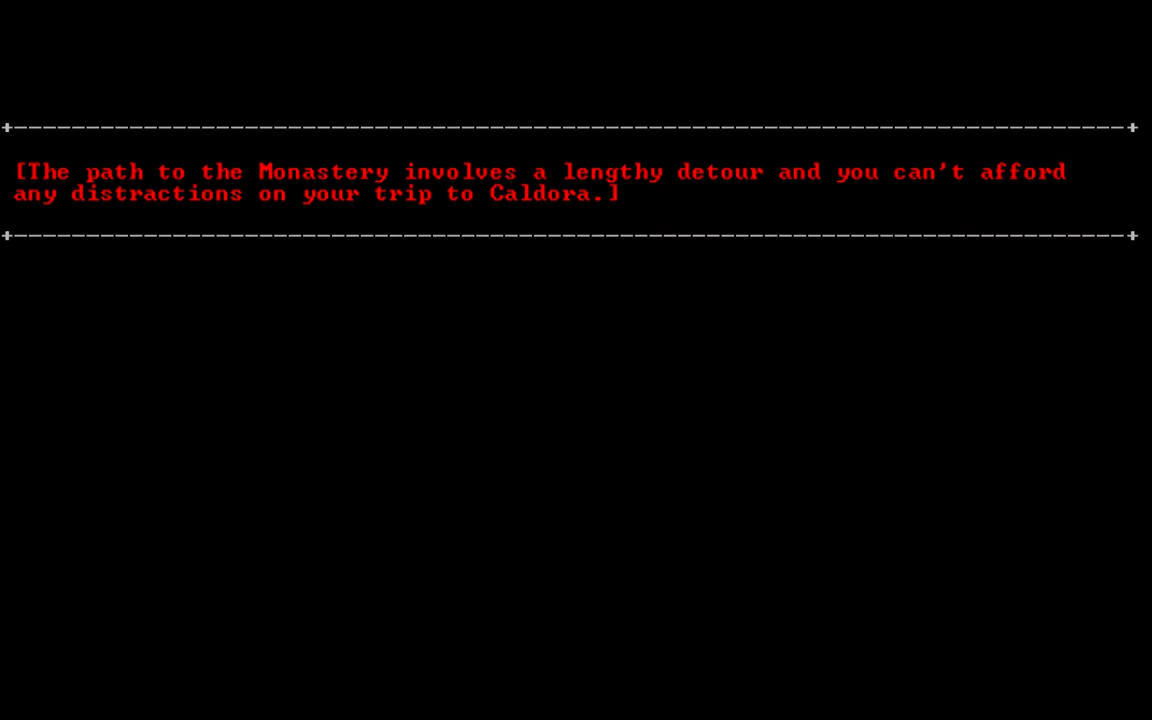 [The path to the Monastery involves a lengthy detour and you can't afford
any distractions on your trip to Caldora.]